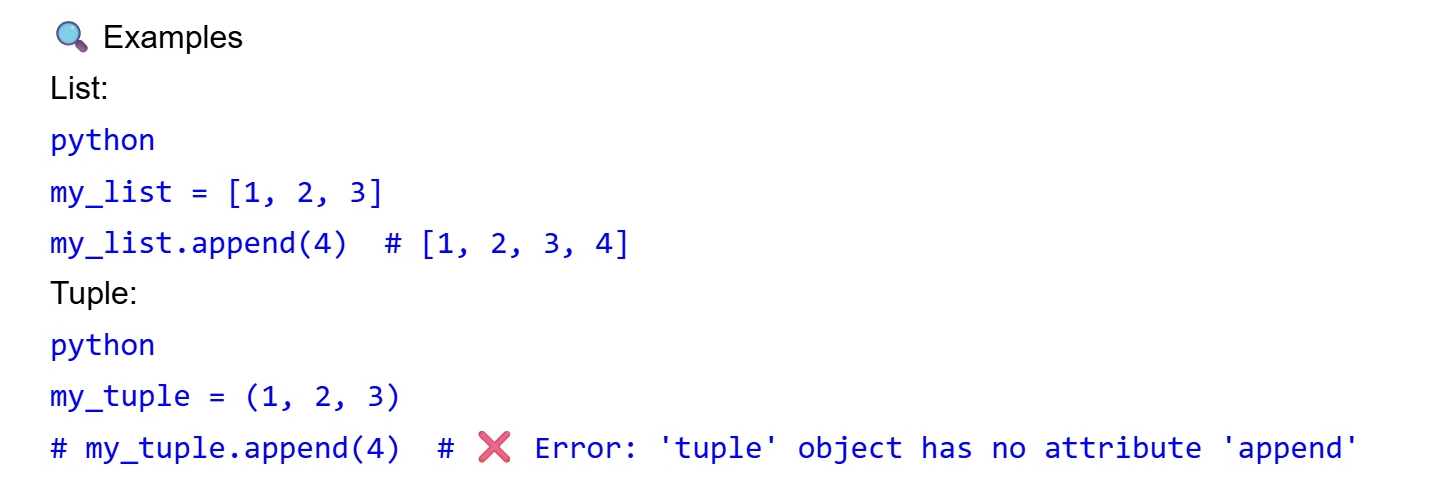 🔍 Examples
List:
python
my_list = [1, 2, 3]
my_list.append(4)  # [1, 2, 3, 4]
Tuple:
python
my_tuple = (1, 2, 3)
# my_tuple.append(4)  # ❌ Error: 'tuple' object has no attribute 'append'